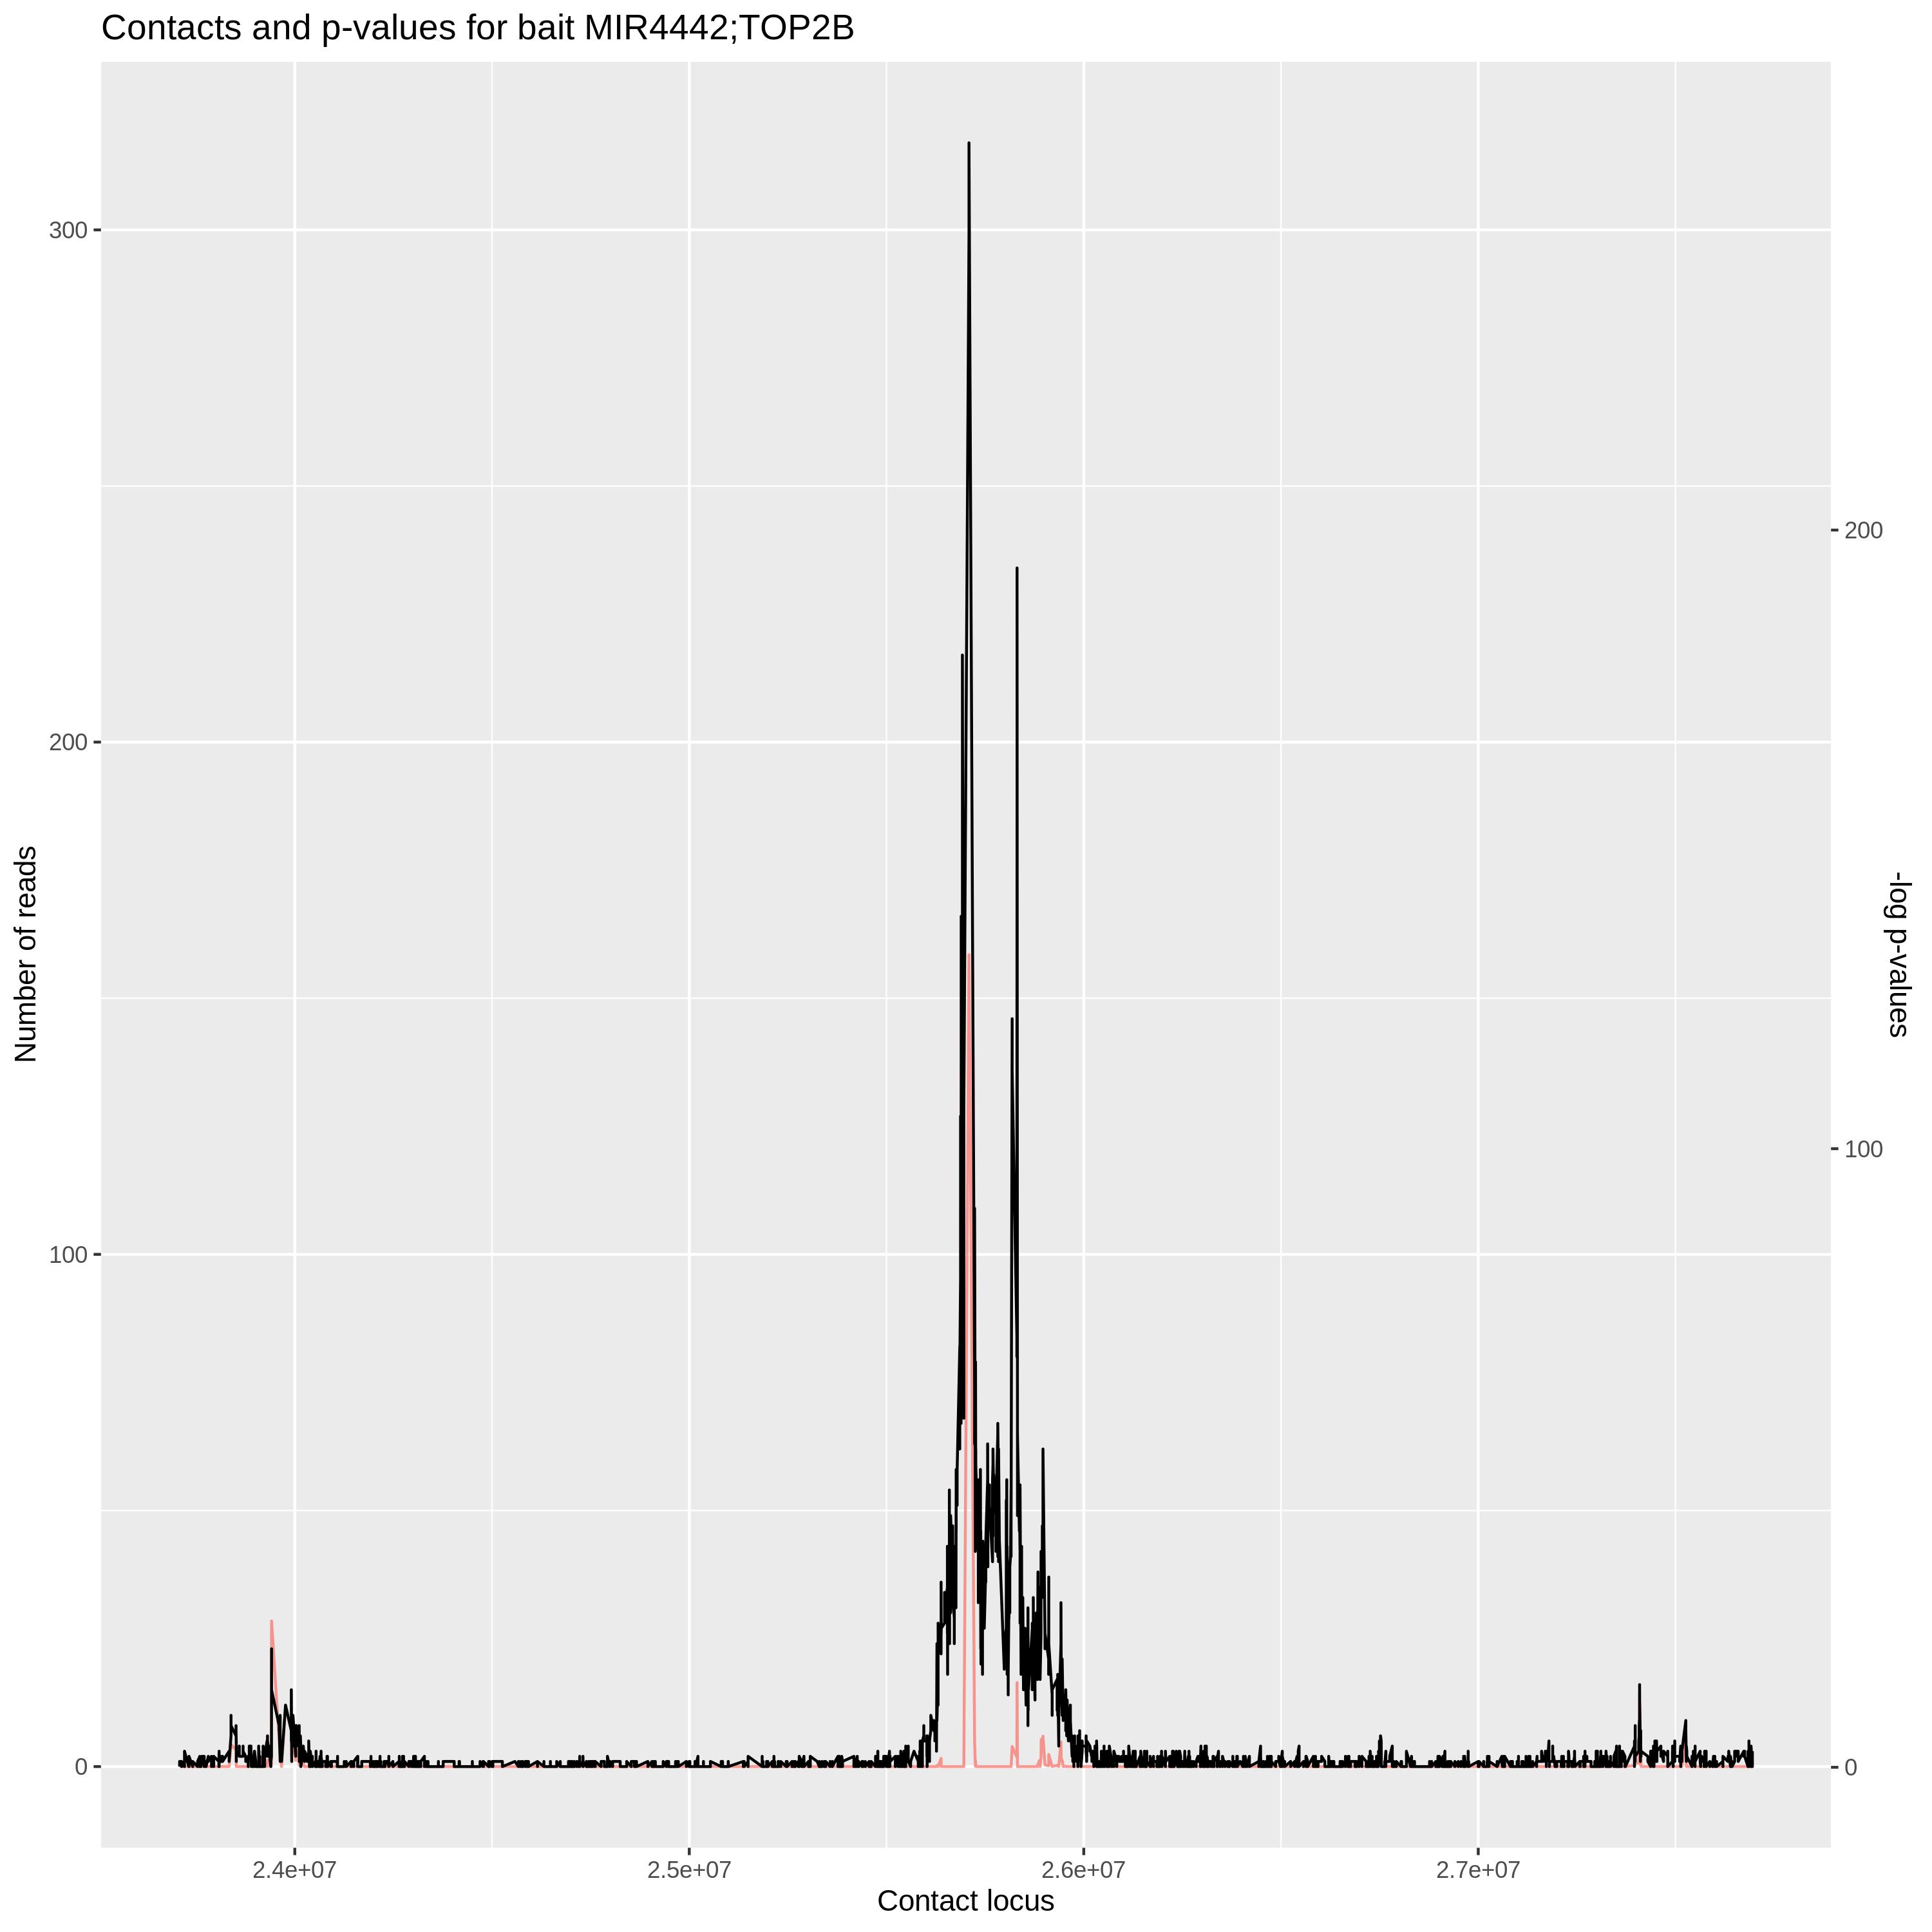 Contacts and p-values for bait MIR4442;TOP2B
300
200
100
0
Number of reads
200
100
0
-log p-values
2.4e+07
2.5e+07
2.6e+07
2.7e+07
Contact locus